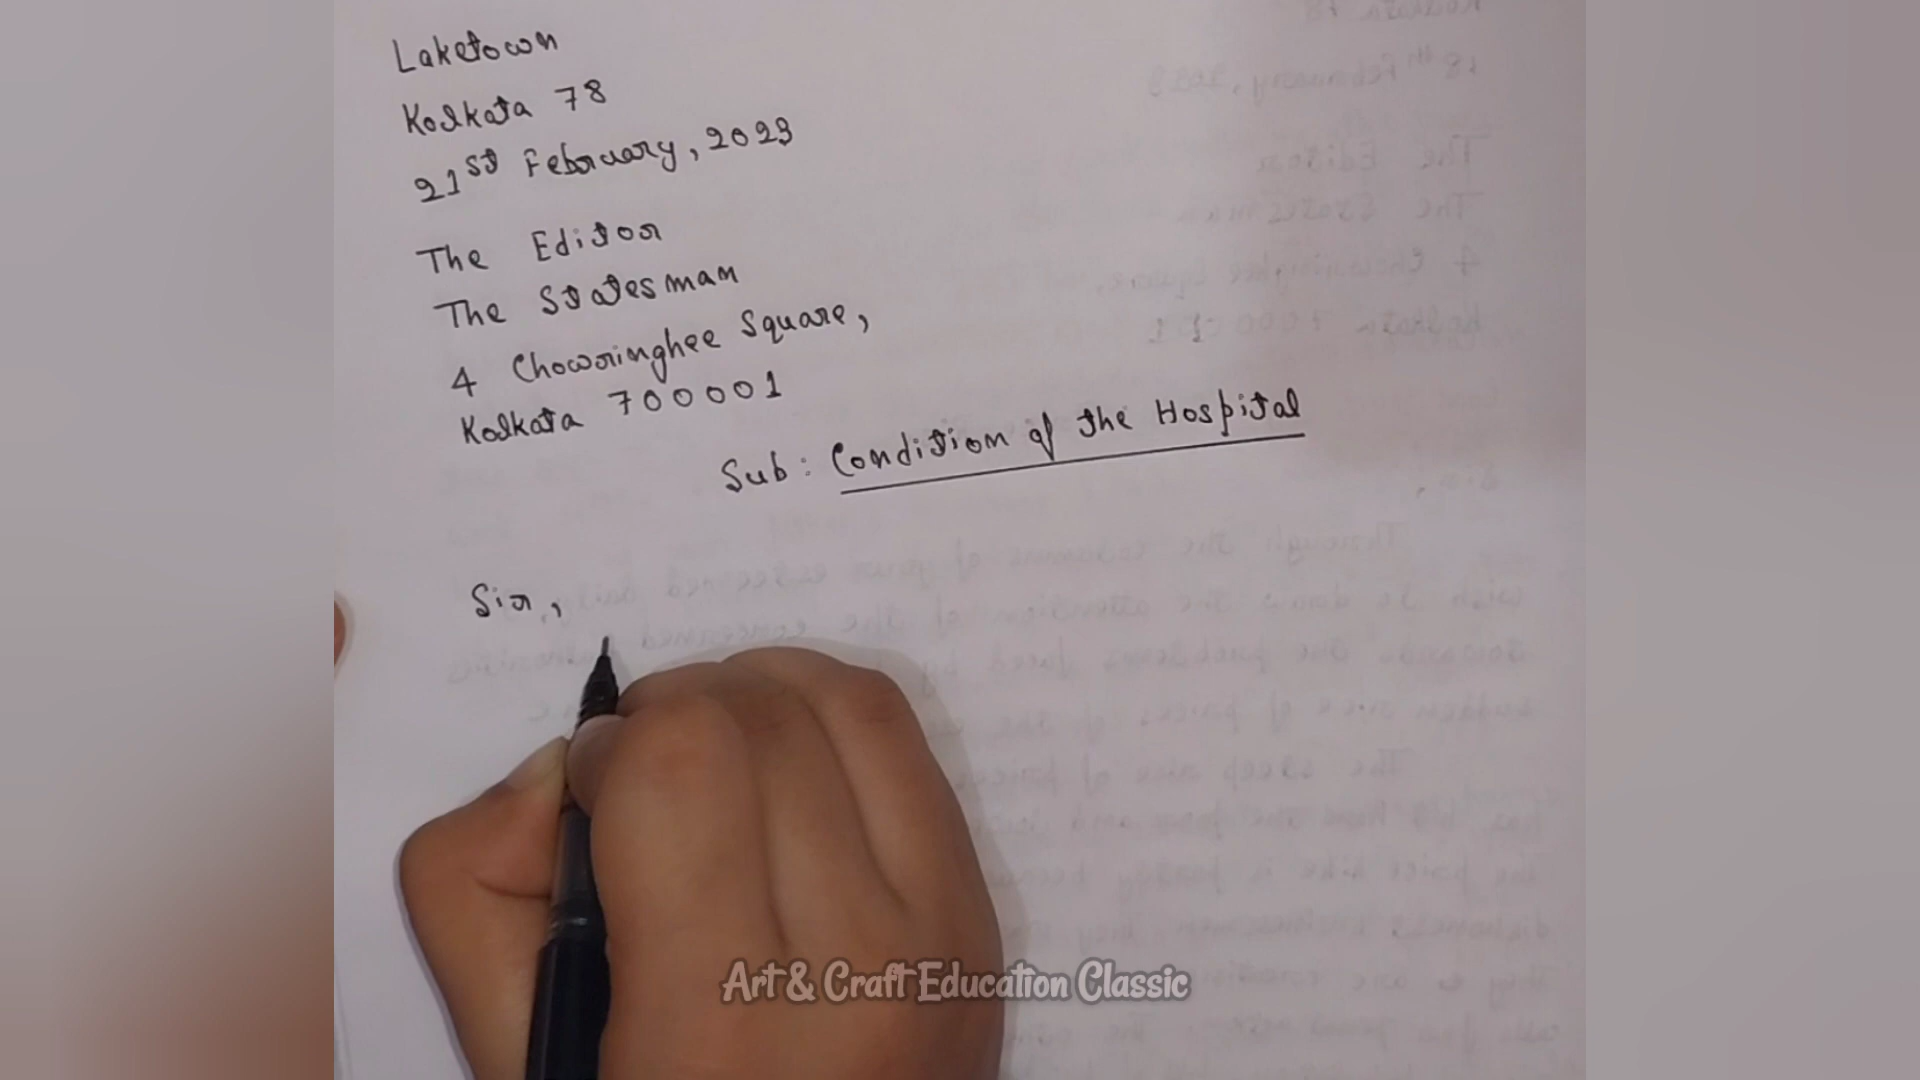 Laketown
Kolkata 78
21st February, 2023
The Editor
The Statesman
4 Chowringhee Square,
Kolkata 700001
Sub: Condition of the Hospital
Sir,
Art & Craft Education Classic